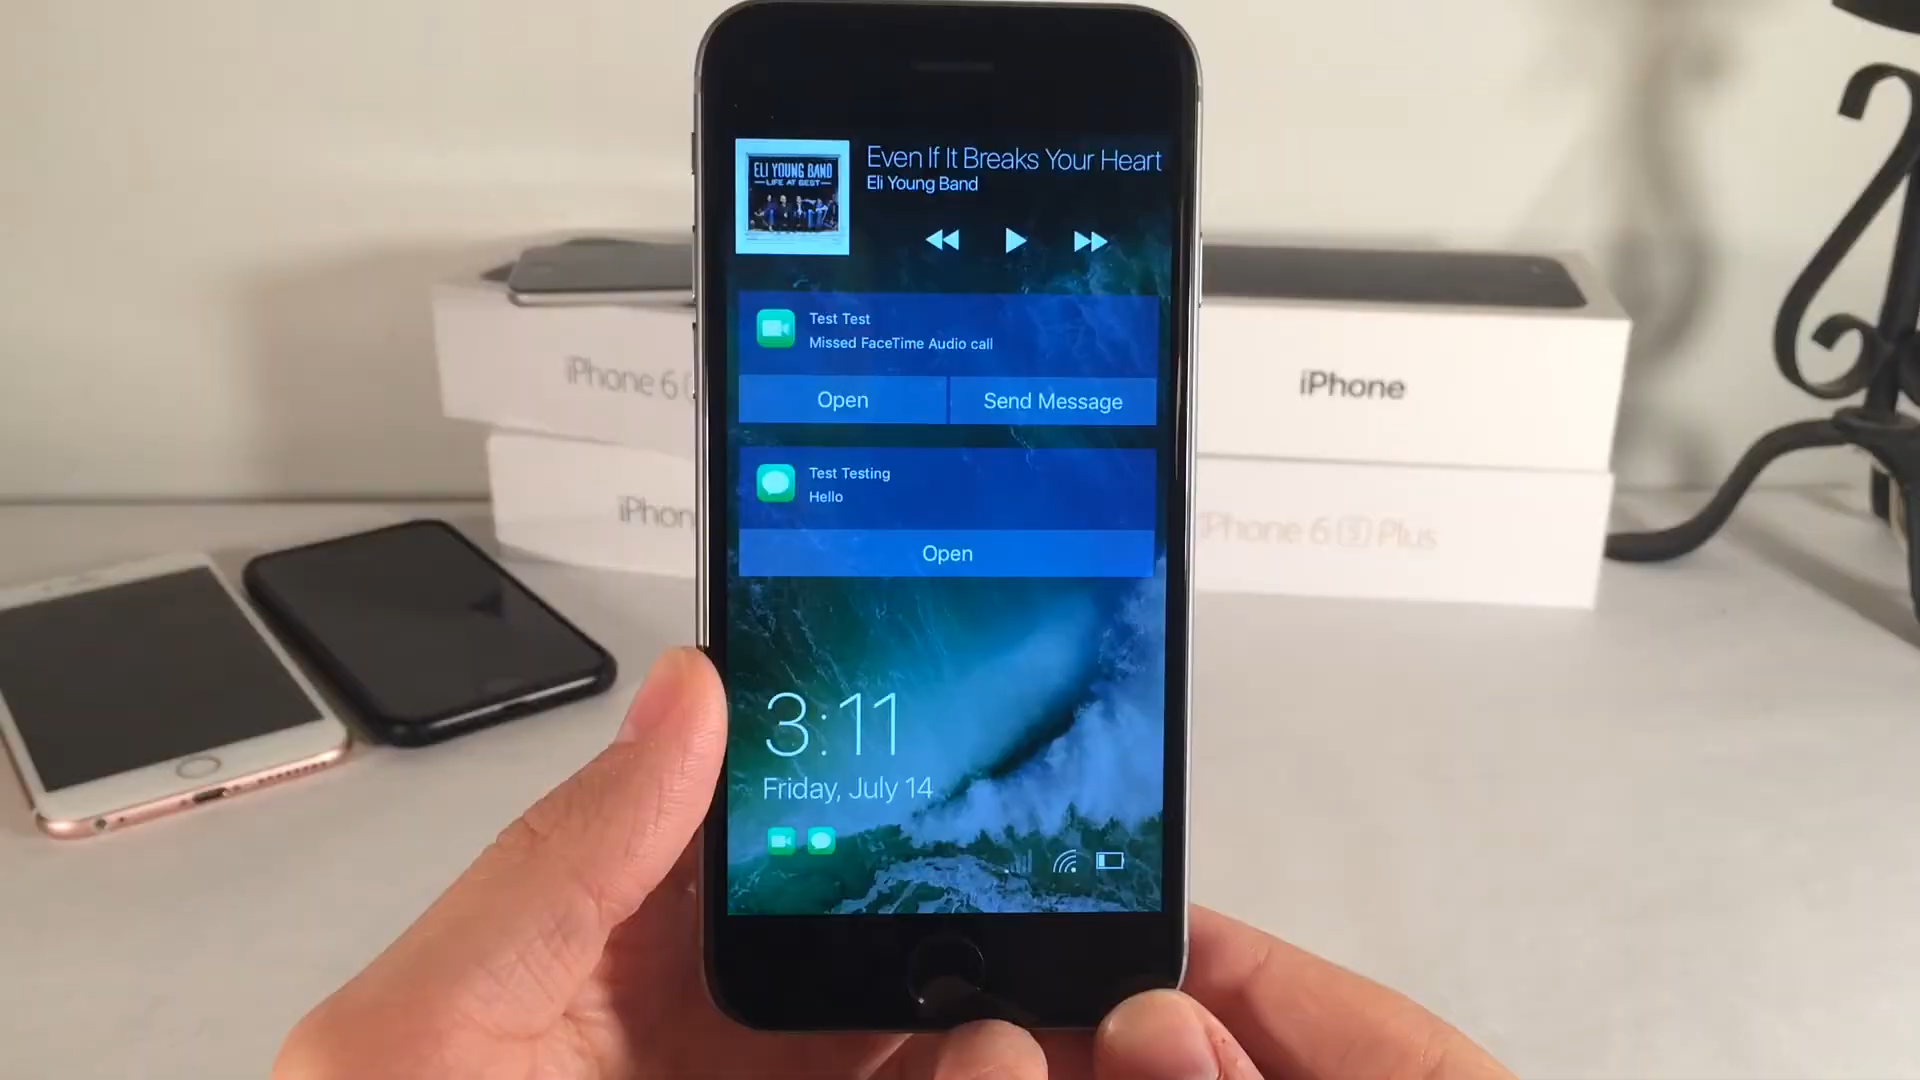 ELI YOUNG BAND
LIFE AT BEST
Even If It Breaks Your Heart
Eli Young Band
Test Test
Missed FaceTime Audio call
Open
Send Message
Test Testing
Hello
Open
3:11
Friday, July 14
iPhone 6
iPhon
iPhone
iPhone 6S Plus